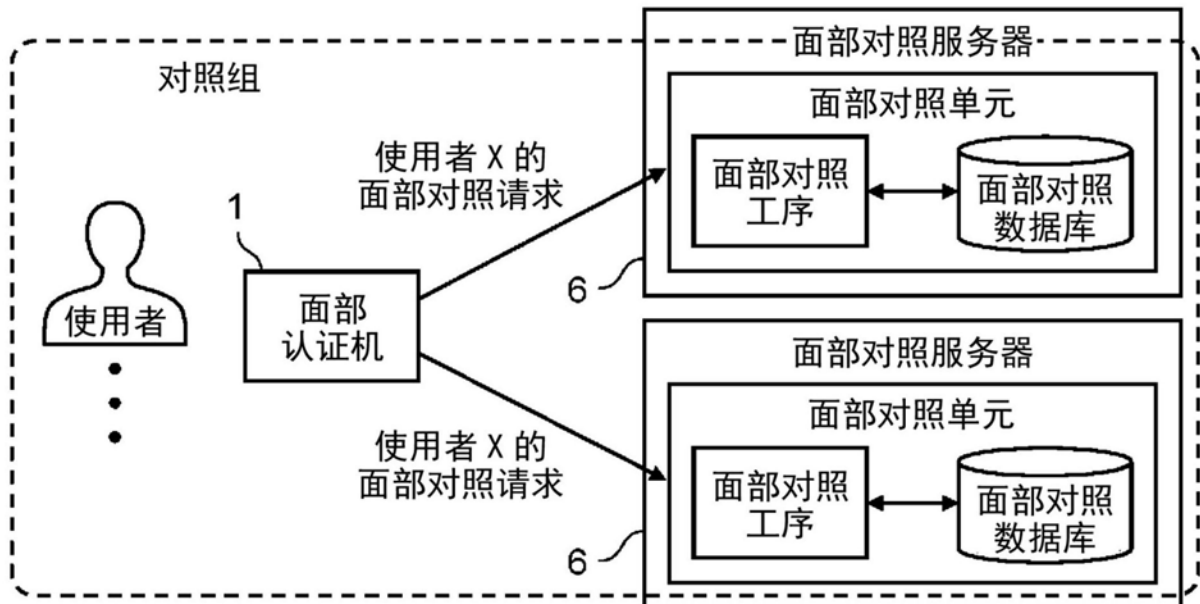 对照组
使用者
1
面部
认证机
使用者 X 的
面部对照请求
使用者 X 的
面部对照请求
面部对照服务器
面部对照单元
面部对照
工序
面部对照
数据库
6
面部对照服务器
面部对照单元
面部对照
工序
面部对照
数据库
6